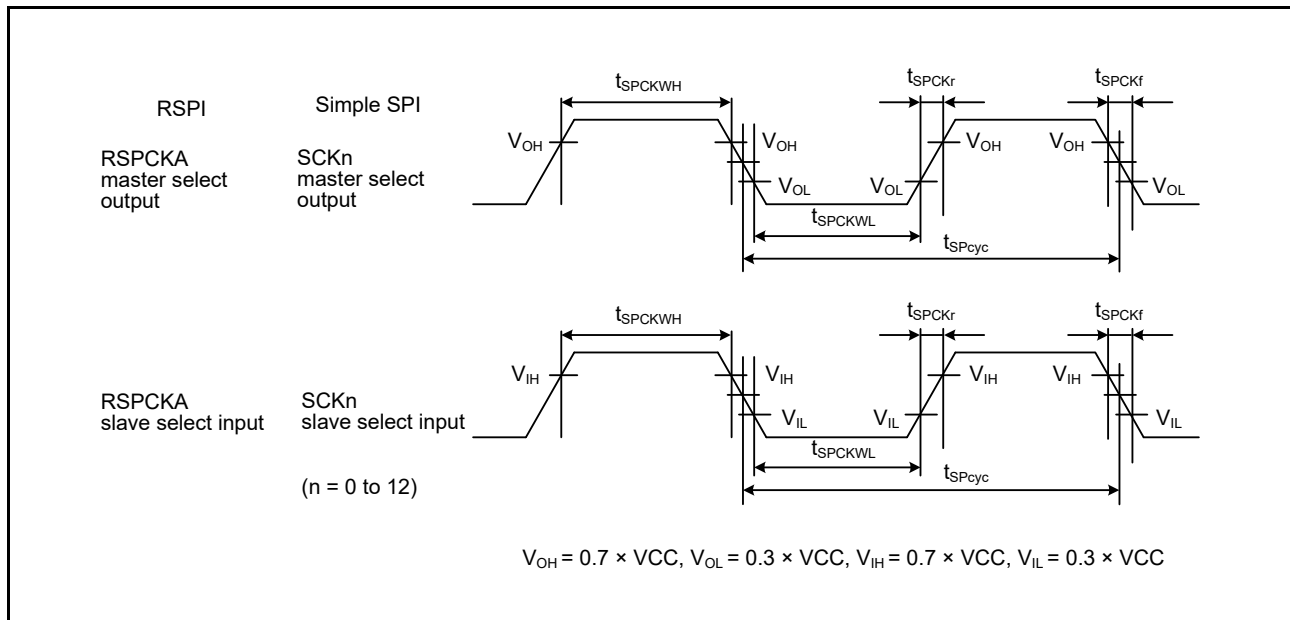 RSPI
Simple SPI
RSPCKA
master select
output
SCKn
master select
output
tSPCKWH
tSPCKr
tSPCKf
VOH
VOH
VOH
VOH
VOL
VOL
VOL
tSPCKWL
tSPcyc
RSPCKA
slave select input
SCKn
slave select input
(n = 0 to 12)
tSPCKWH
tSPCKr
tSPCKf
VIH
VIH
VIH
VIH
VIL
VIL
VIL
tSPCKWL
tSPcyc
VOH = 0.7 × VCC, VOL = 0.3 × VCC, VIH = 0.7 × VCC, VIL = 0.3 × VCC